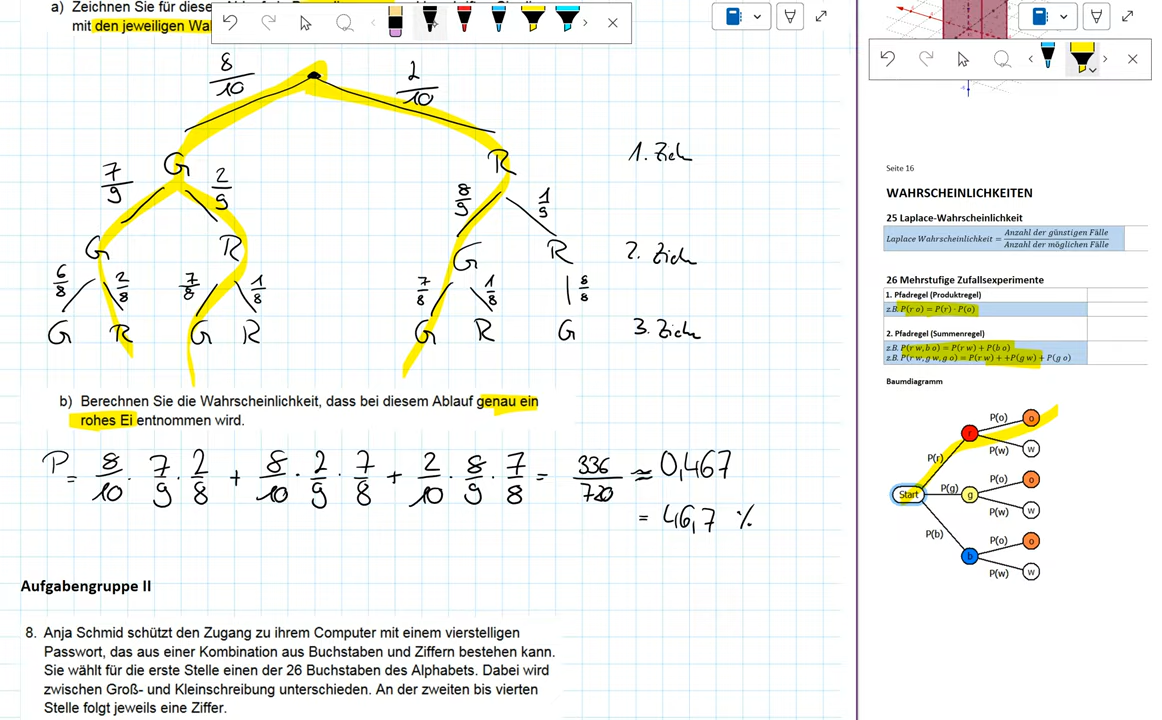 a) Zeichnen Sie für diese
mit den jeweiligen Wa
8/10
2/10
G
R
1. Zieh
7/9
2/9
8/9
1/9
G
R
G
R
2. Zieh
6/8
2/8
7/8
1/8
7/8
1/8
8/8
G
R
G
R
G
R
G
3. Zieh
b) Berechnen Sie die Wahrscheinlichkeit, dass bei diesem Ablauf genau ein
rohes Ei entnommen wird.
P = 8/10 · 7/9 · 2/8 + 8/10 · 2/9 · 7/8 + 2/10 · 8/9 · 7/8 = 336/720 ≈ 0,467
= 46,7 %
Aufgabengruppe II
8. Anja Schmid schützt den Zugang zu ihrem Computer mit einem vierstelligen
Passwort, das aus einer Kombination aus Buchstaben und Ziffern bestehen kann.
Sie wählt für die erste Stelle einen der 26 Buchstaben des Alphabets. Dabei wird
zwischen Groß- und Kleinschreibung unterschieden. An der zweiten bis vierten
Stelle folgt jeweils eine Ziffer.
Seite 16
WAHRSCHEINLICHKEITEN
25 Laplace-Wahrscheinlichkeit
Laplace Wahrscheinlichkeit = Anzahl der günstigen Fälle / Anzahl der möglichen Fälle
26 Mehrstufige Zufallsexperimente
1. Pfadregel (Produktregel)
z.B. P(r o) = P(r) · P(o)
2. Pfadregel (Summenregel)
z.B. P(r w, b o) = P(r w) + P(b o)
z.B. P(r w, g w, g o) = P(r w) + +P(g w) + P(g o)
Baumdiagramm
P(o)
o
r
P(r)
P(w)
w
P(o)
o
Start
P(g)
g
P(w)
w
P(b)
P(o)
o
b
P(w)
w